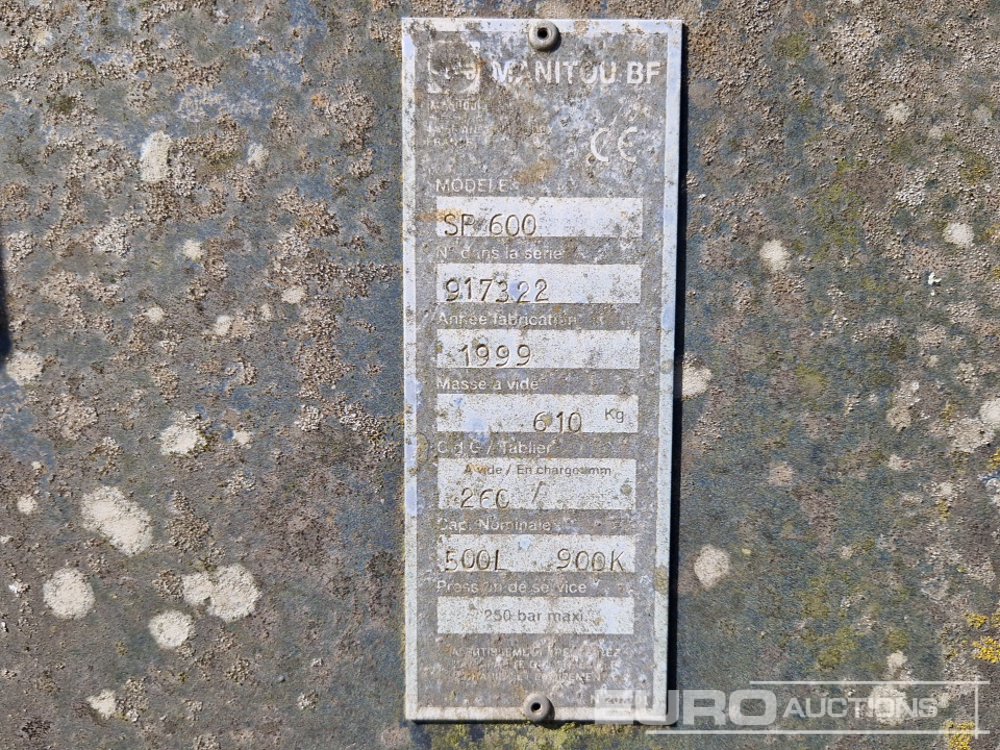 MANITOU BF
CE
MODELE
SP 600
N° dans la série
917322
Année fabrication
1999
Masse à vide
610 Kg
C d G / Tablier
A vide / En charge mm
260 /
Cap. Nominale
500L 900K
Pression de service
250 bar maxi.
EURO AUCTIONS